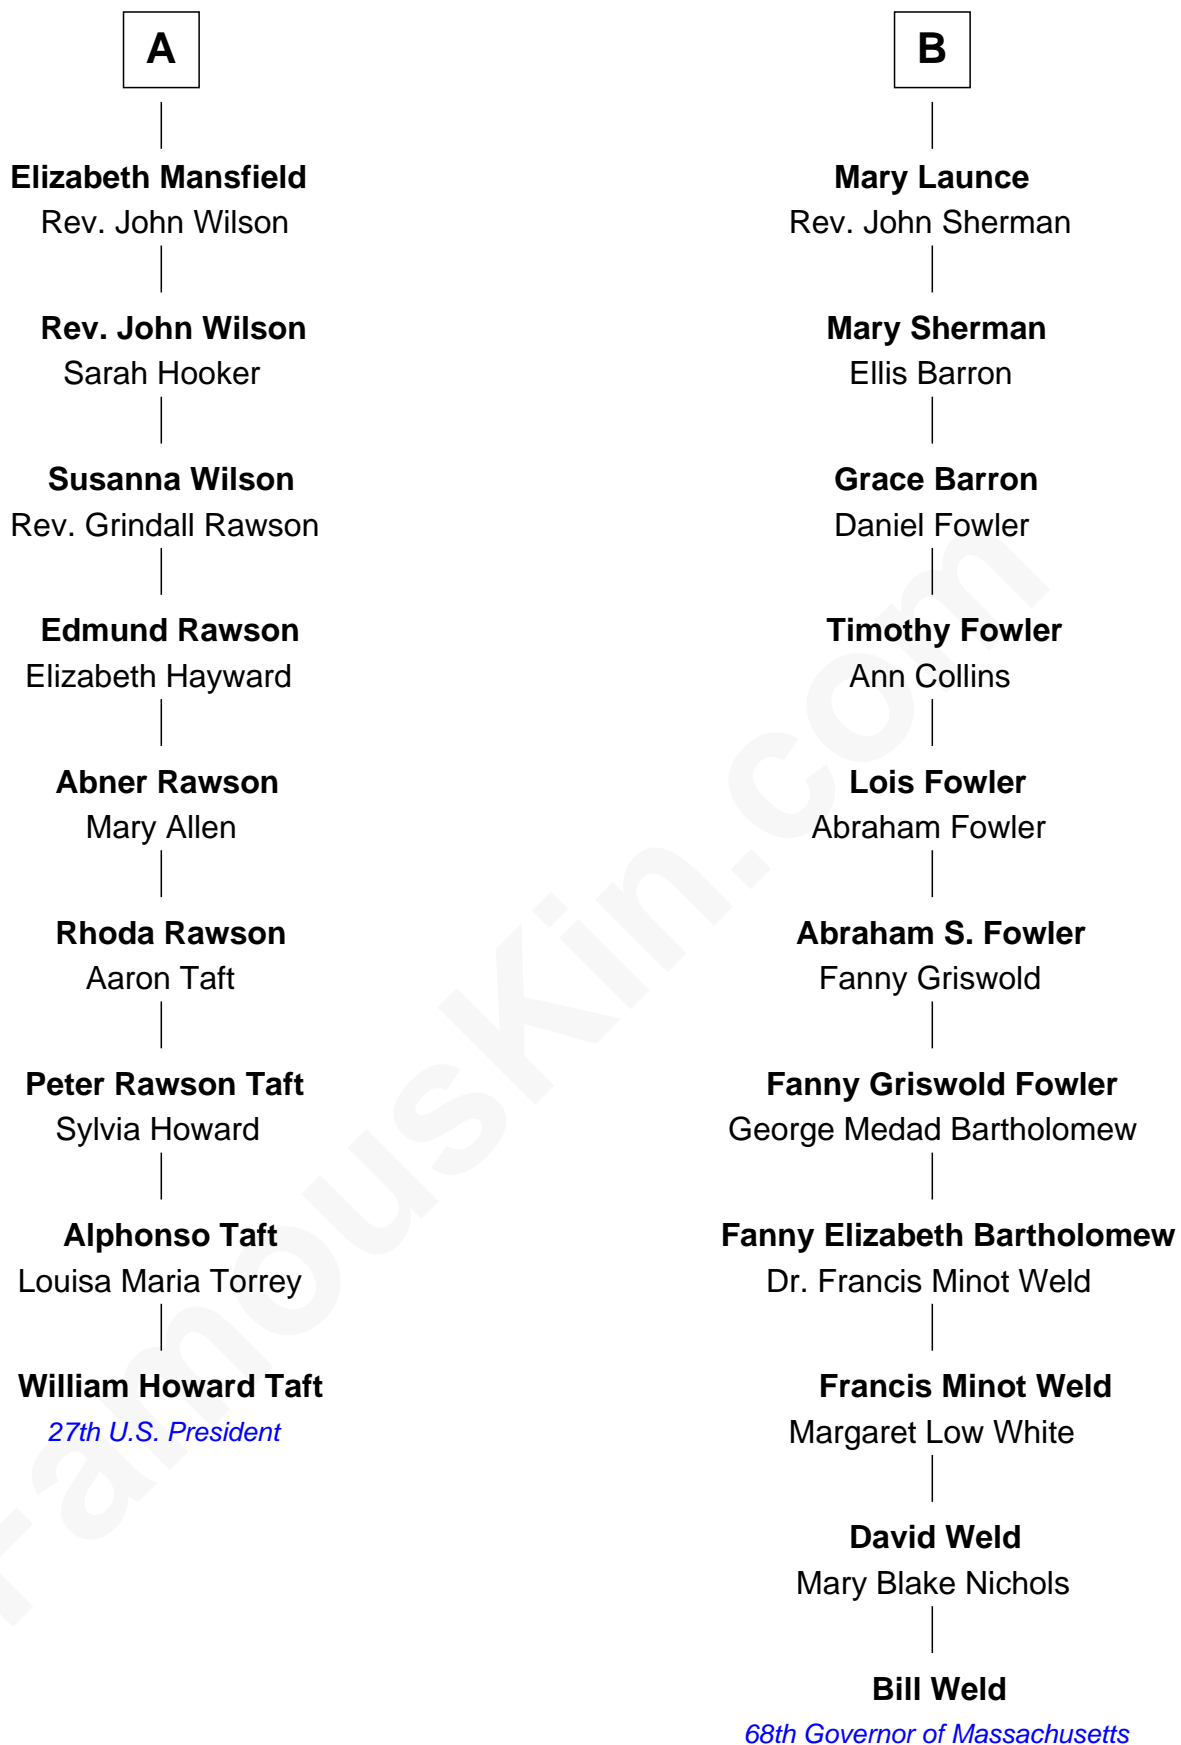 A
Elizabeth Mansfield
Rev. John Wilson
Rev. John Wilson
Sarah Hooker
Susanna Wilson
Rev. Grindall Rawson
Edmund Rawson
Elizabeth Hayward
Abner Rawson
Mary Allen
Rhoda Rawson
Aaron Taft
Peter Rawson Taft
Sylvia Howard
Alphonso Taft
Louisa Maria Torrey
William Howard Taft
27th U.S. President
B
Mary Launce
Rev. John Sherman
Mary Sherman
Ellis Barron
Grace Barron
Daniel Fowler
Timothy Fowler
Ann Collins
Lois Fowler
Abraham Fowler
Abraham S. Fowler
Fanny Griswold
Fanny Griswold Fowler
George Medad Bartholomew
Fanny Elizabeth Bartholomew
Dr. Francis Minot Weld
Francis Minot Weld
Margaret Low White
David Weld
Mary Blake Nichols
Bill Weld
68th Governor of Massachusetts
FamousKin.com